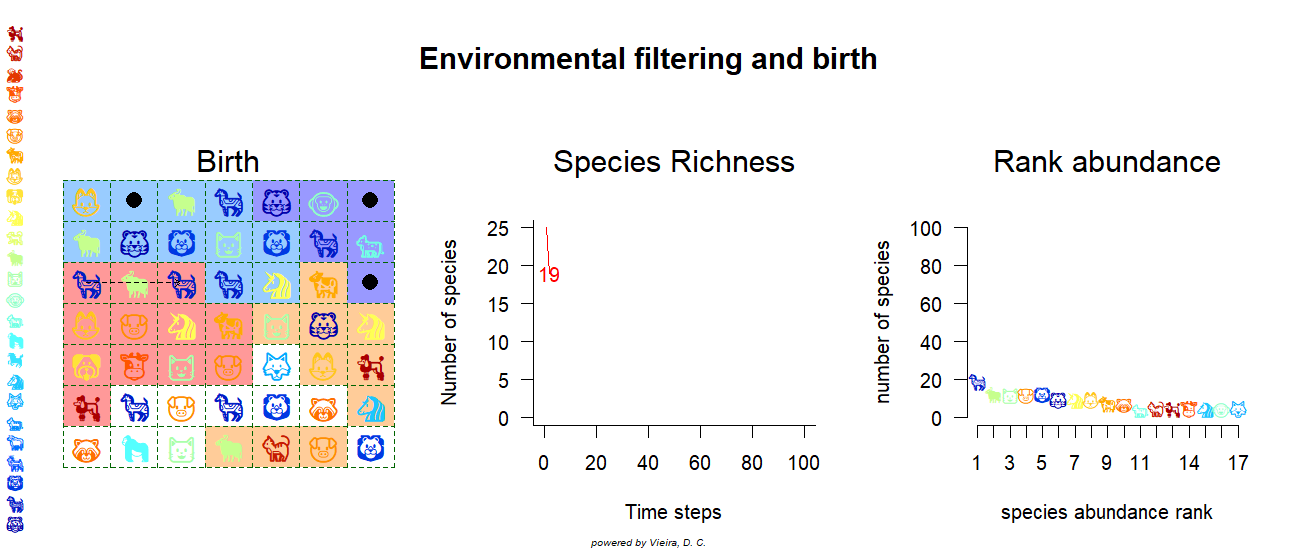 Environmental filtering and birth
Birth
Species Richness
Rank abundance
Number of species
25
20
15
10
5
0
19
0 20 40 60 80 100
Time steps
number of species
100
80
60
40
20
0
1 3 5 7 9 11 14 17
species abundance rank
powered by Vieira, D. C.